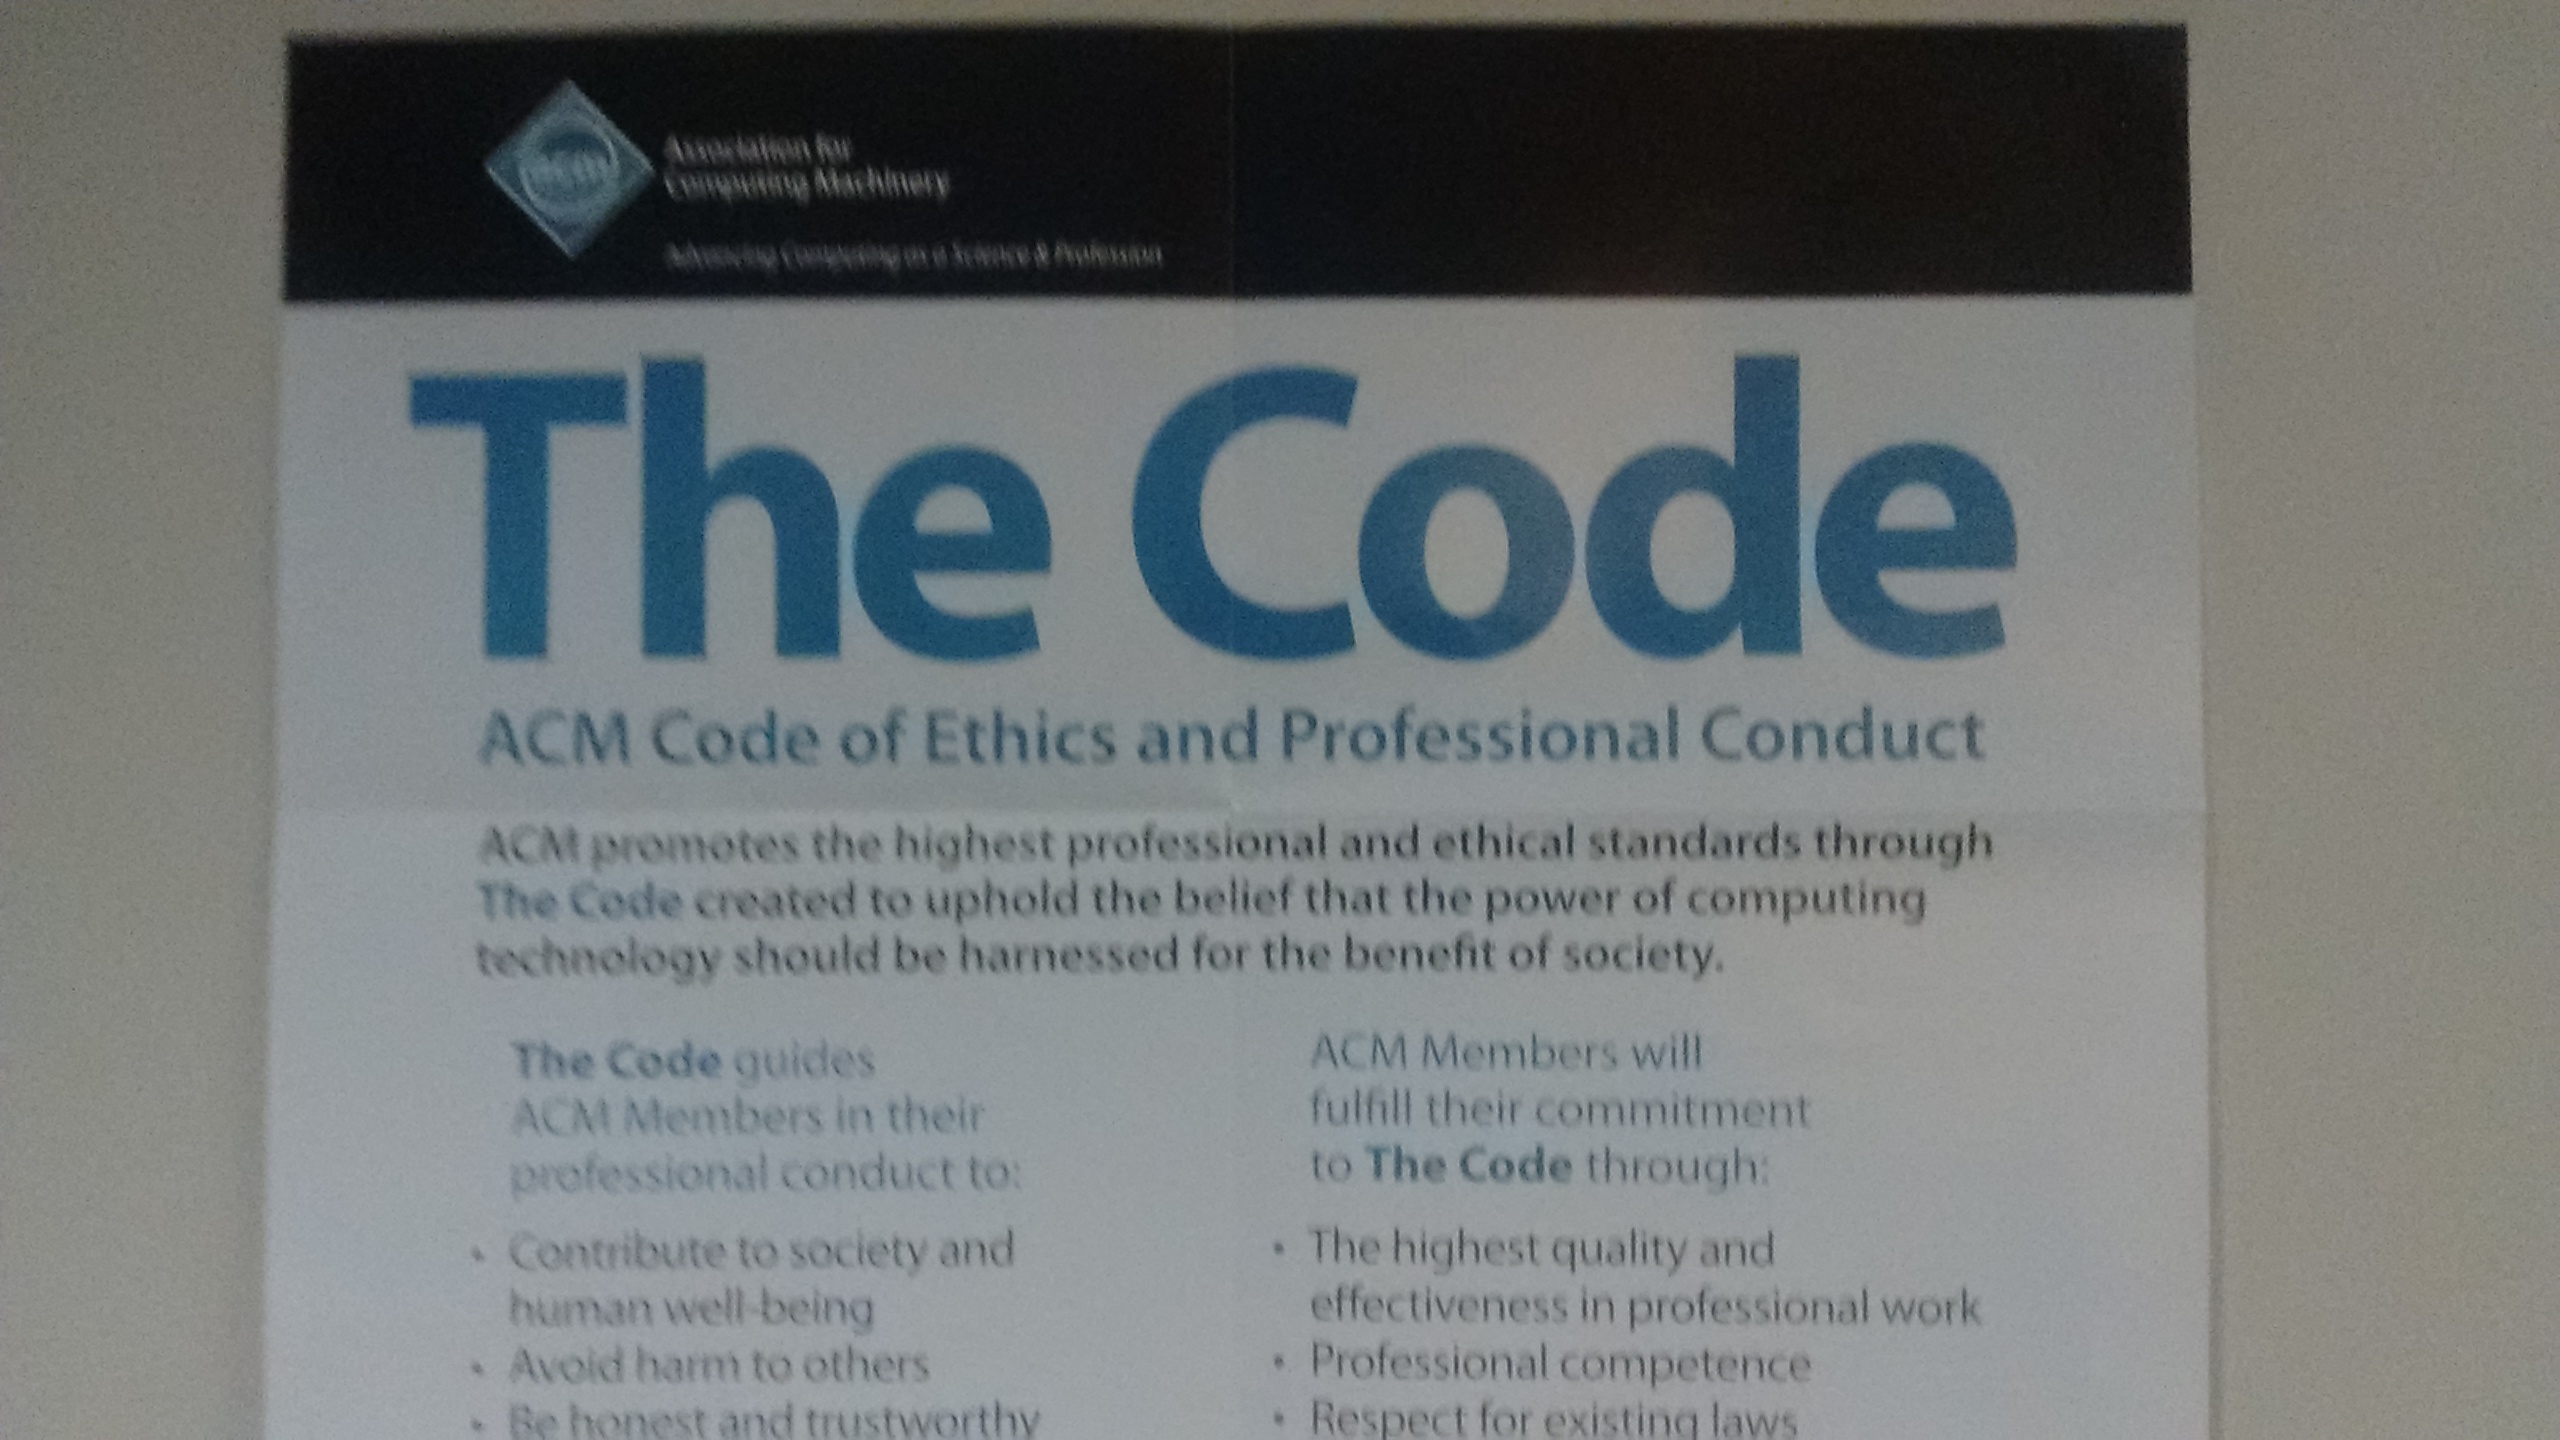 acm
Association for
Computing Machinery
Advancing Computing as a Science & Profession
The Code
ACM Code of Ethics and Professional Conduct
ACM promotes the highest professional and ethical standards through
The Code created to uphold the belief that the power of computing
technology should be harnessed for the benefit of society.
The Code guides
ACM Members in their
professional conduct to:
• Contribute to society and
human well-being
• Avoid harm to others
• Be honest and trustworthy
ACM Members will
fulfill their commitment
to The Code through:
• The highest quality and
effectiveness in professional work
• Professional competence
• Respect for existing laws